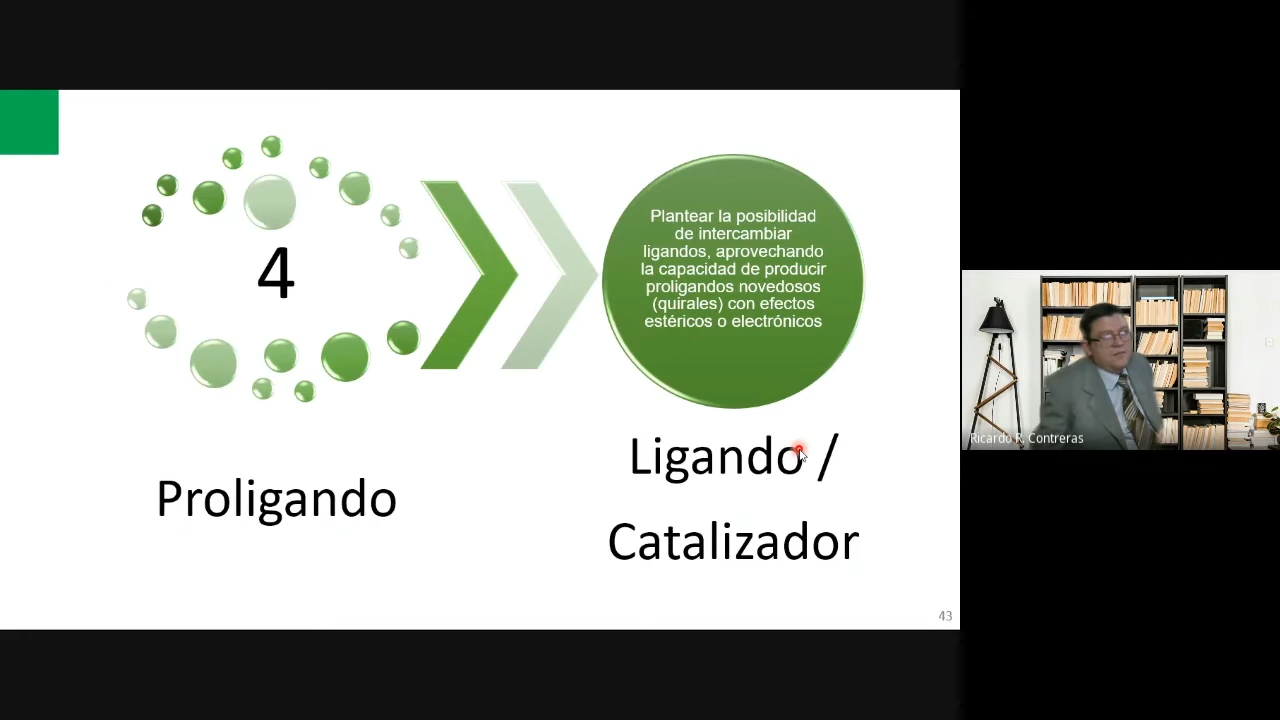 4
Plantear la posibilidad
de intercambiar
ligandos, aprovechando
la capacidad de producir
proligandos novedosos
(quirales) con efectos
estéricos o electrónicos
Proligando
Ligando /
Catalizador
43
Ricardo R. Contreras